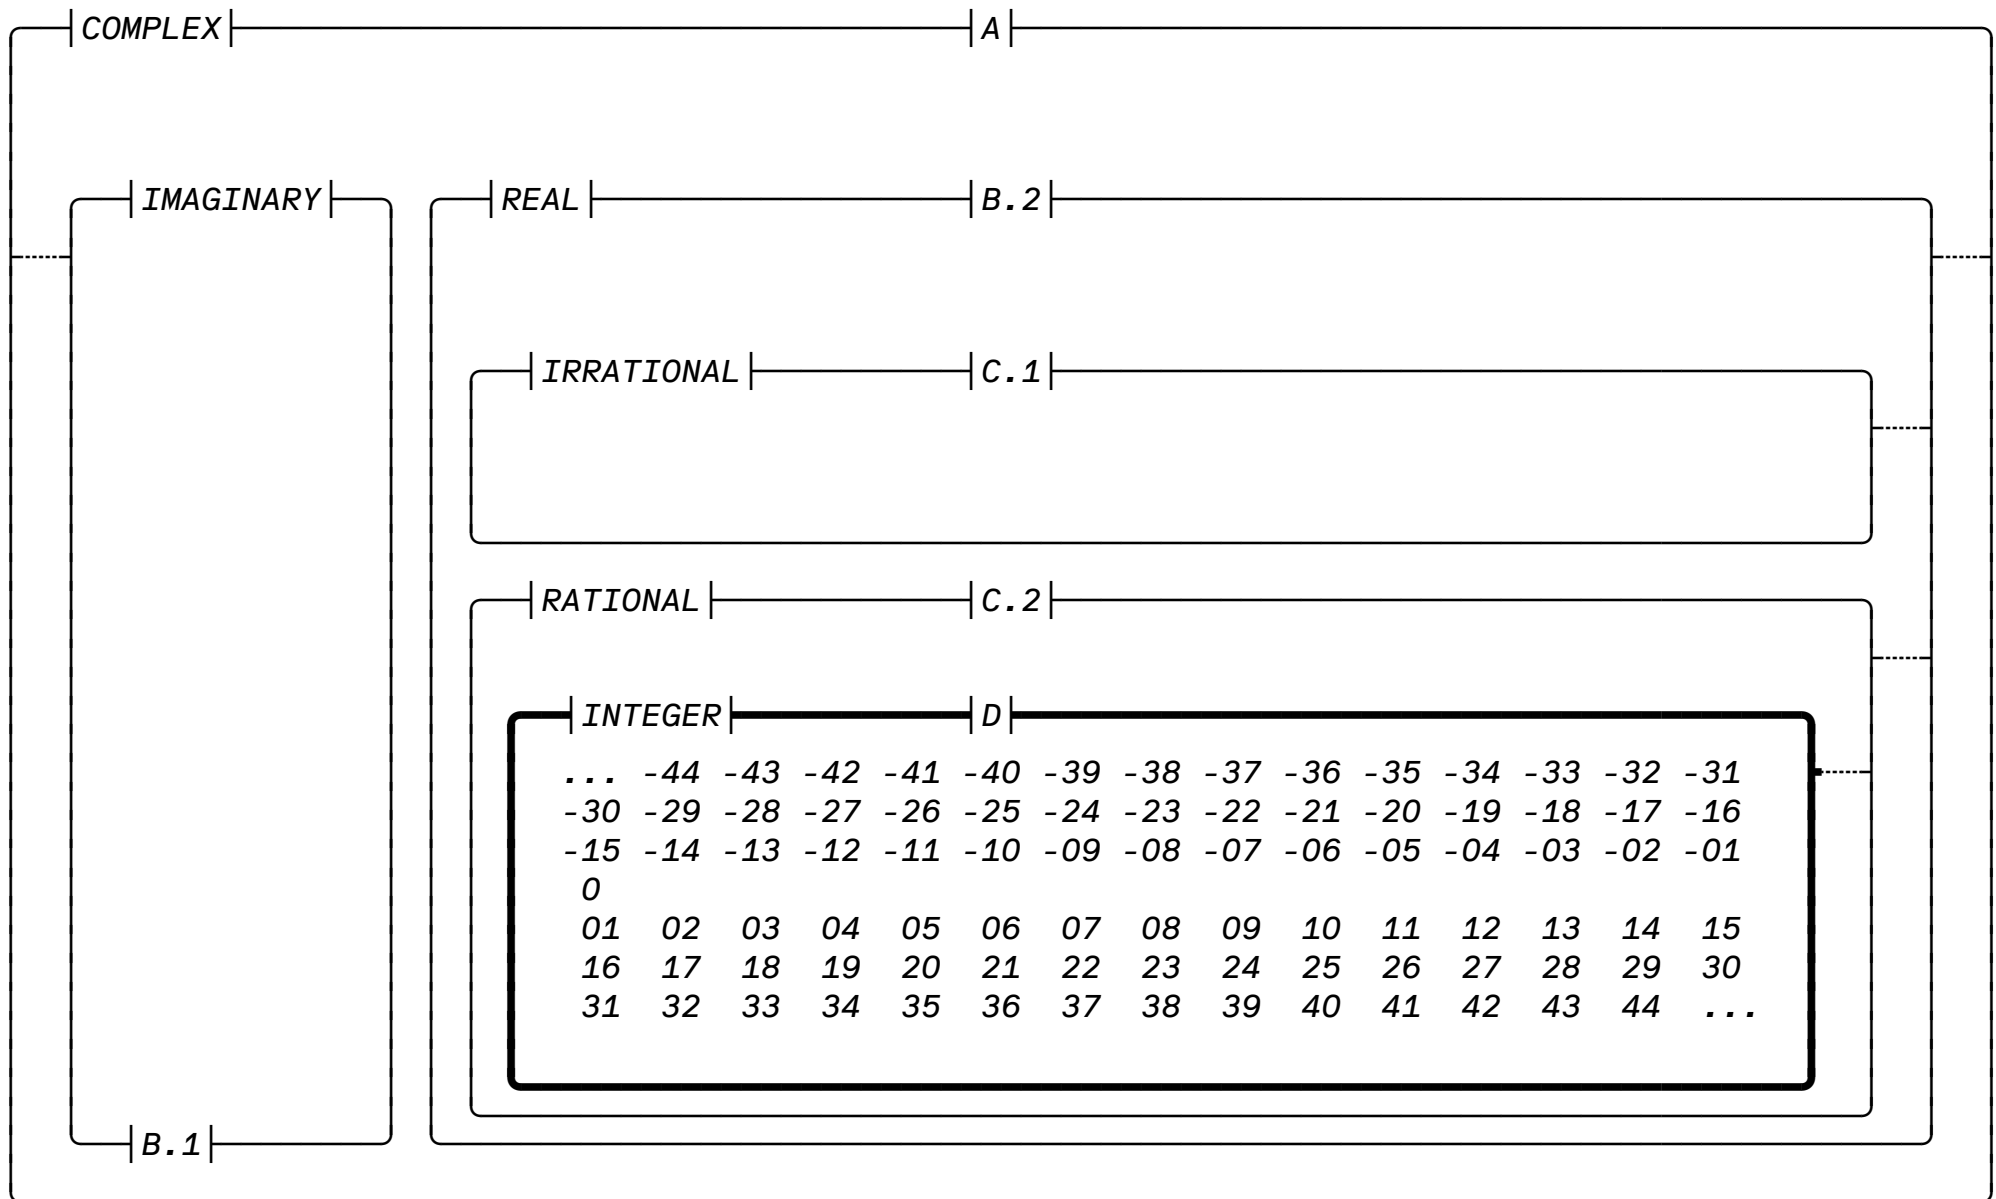 COMPLEX A
IMAGINARY REAL B.2
IRRATIONAL C.1
RATIONAL C.2
INTEGER D
... -44 -43 -42 -41 -40 -39 -38 -37 -36 -35 -34 -33 -32 -31
-30 -29 -28 -27 -26 -25 -24 -23 -22 -21 -20 -19 -18 -17 -16
-15 -14 -13 -12 -11 -10 -09 -08 -07 -06 -05 -04 -03 -02 -01
0
01 02 03 04 05 06 07 08 09 10 11 12 13 14 15
16 17 18 19 20 21 22 23 24 25 26 27 28 29 30
31 32 33 34 35 36 37 38 39 40 41 42 43 44 ...
B.1